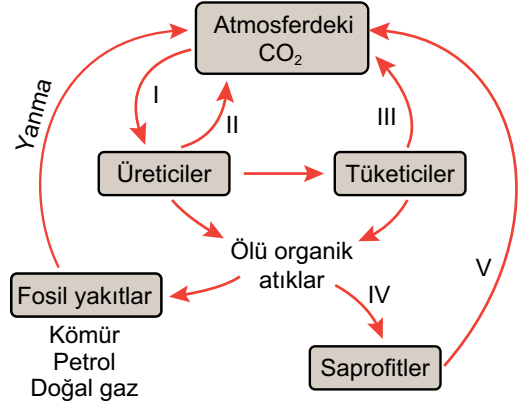 Atmosferdeki
CO₂
Yanma
I
II
III
Üreticiler
Tüketiciler
Ölü organik
atıklar
V
IV
Fosil yakıtlar
Kömür
Petrol
Doğal gaz
Saprofitler